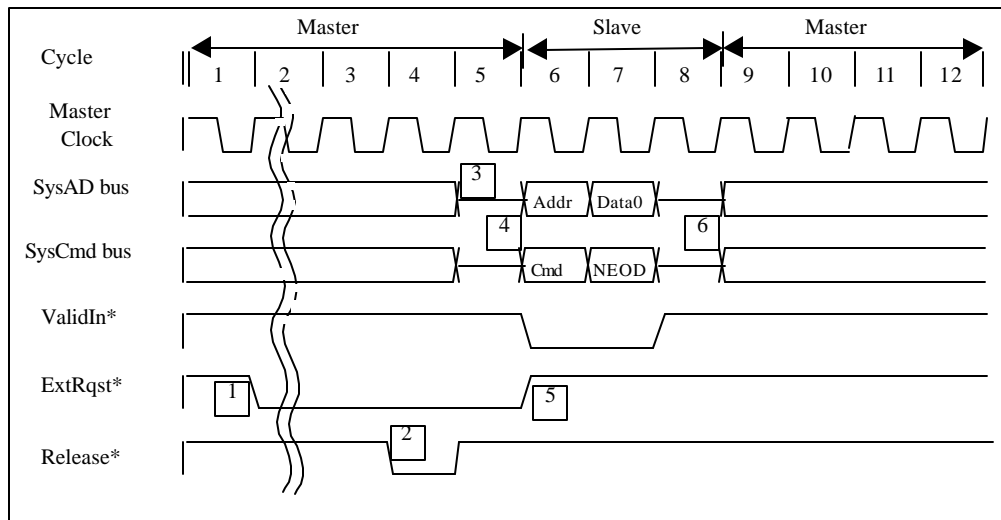 Master Slave Master
Cycle 1 2 3 4 5 6 7 8 9 10 11 12
Master
Clock
SysAD bus 3 Addr Data0
4 6
SysCmd bus Cmd NEOD
ValidIn*
ExtRqst* 1 5
Release* 2